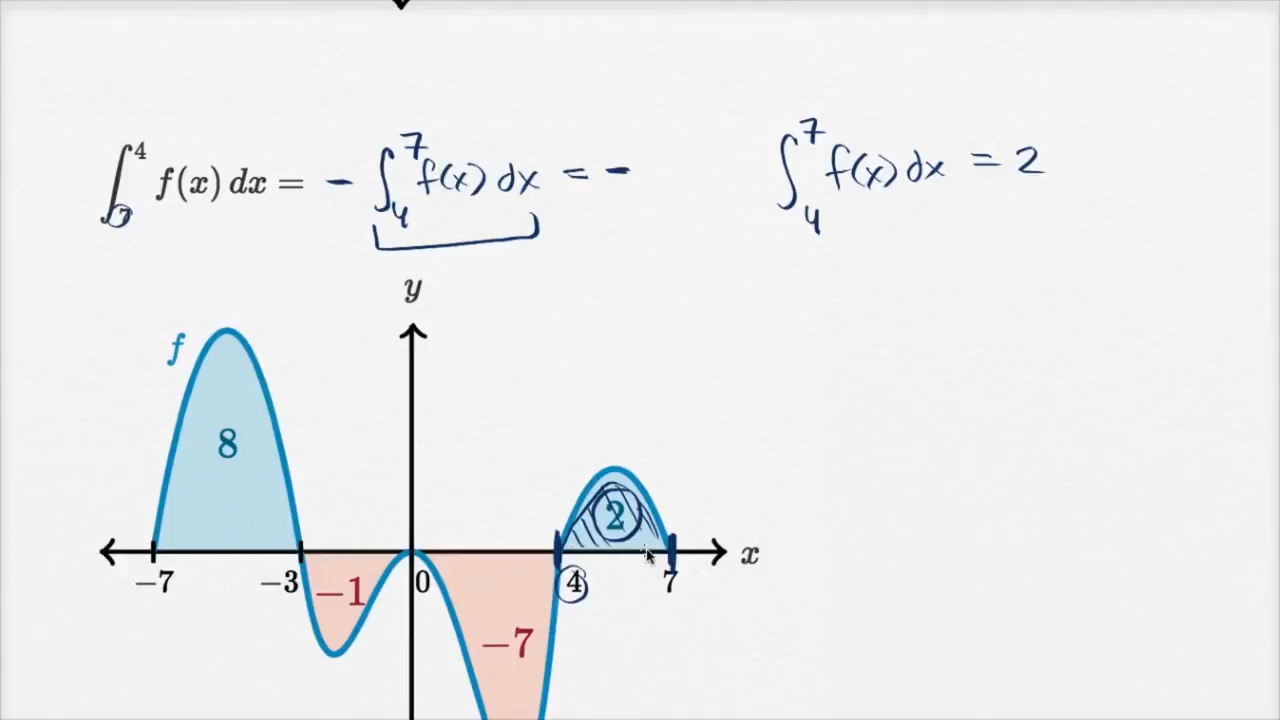 ∫₇⁴ f(x) dx = − ∫₄⁷ f(x) dx = −
∫₄⁷ f(x) dx = 2
y
f
8
2
x
−7 −3 0 4 7
−1
−7